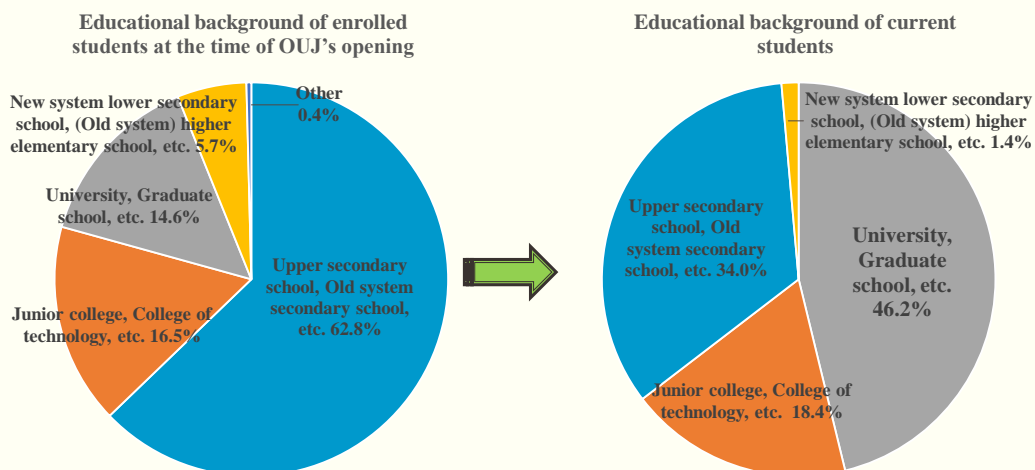 Educational background of enrolled
students at the time of OUJ’s opening
Other
0.4%
New system lower secondary
school, (Old system) higher
elementary school, etc. 5.7%
University, Graduate
school, etc. 14.6%
Upper secondary
school, Old system
secondary school,
etc. 62.8%
Junior college, College of
technology, etc. 16.5%
Educational background of current
students
New system lower secondary
school, (Old system) higher
elementary school, etc. 1.4%
Upper secondary
school, Old
system secondary
school, etc. 34.0%
University,
Graduate
school, etc.
46.2%
Junior college, College of
technology, etc. 18.4%